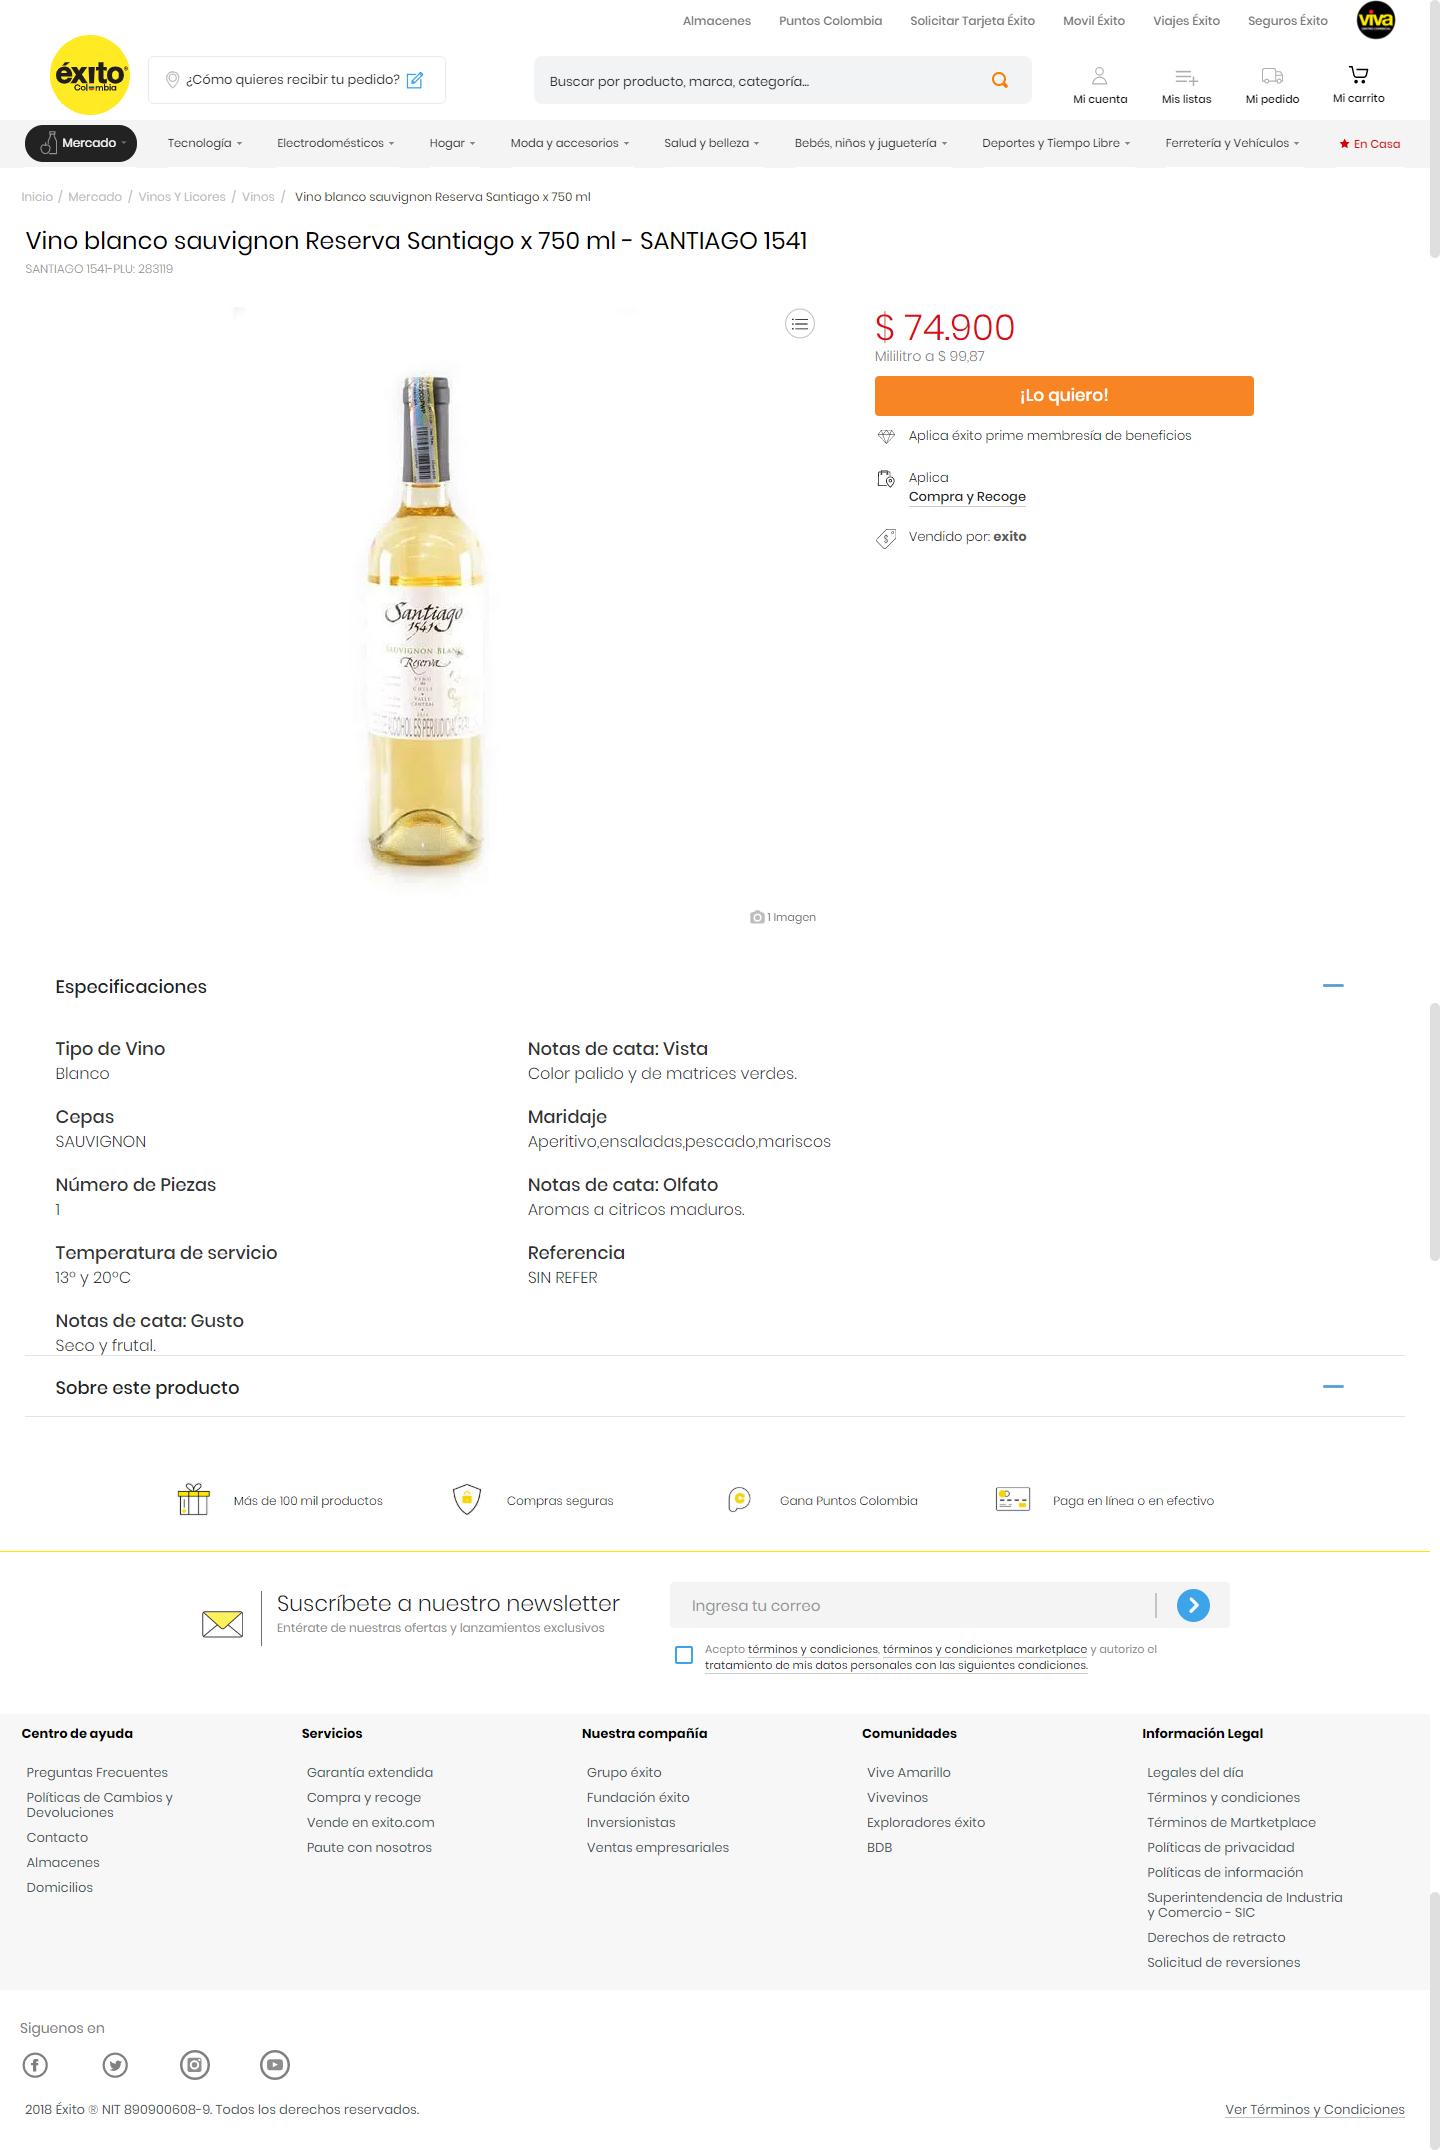 Almacenes Puntos Colombia Solicitar Tarjeta Éxito Movil Éxito Viajes Éxito Seguros Éxito viva
éxito
Colombia
¿Cómo quieres recibir tu pedido?
Buscar por producto, marca, categoría...
Mi cuenta Mis listas Mi pedido Mi carrito
Mercado Tecnología Electrodomésticos Hogar Moda y accesorios Salud y belleza Bebés, niños y juguetería Deportes y Tiempo Libre Ferretería y Vehículos En Casa
Inicio / Mercado / Vinos Y Licores / Vinos / Vino blanco sauvignon Reserva Santiago x 750 ml
Vino blanco sauvignon Reserva Santiago x 750 ml - SANTIAGO 1541
SANTIAGO 1541-PLU: 283119
$ 74.900
Mililitro a $ 99,87
¡Lo quiero!
Aplica éxito prime membresía de beneficios
Aplica
Compra y Recoge
Vendido por: exito
Santiago
1541
SAUVIGNON BLANC
Reserva
VINO
DE
CHILE
VALLE
CENTRAL
1 Imagen
Especificaciones
Tipo de Vino
Blanco
Cepas
SAUVIGNON
Número de Piezas
1
Temperatura de servicio
13° y 20°C
Notas de cata: Gusto
Seco y frutal.
Notas de cata: Vista
Color palido y de matrices verdes.
Maridaje
Aperitivo,ensaladas,pescado,mariscos
Notas de cata: Olfato
Aromas a citricos maduros.
Referencia
SIN REFER
Sobre este producto
Más de 100 mil productos Compras seguras Gana Puntos Colombia Paga en línea o en efectivo
Suscríbete a nuestro newsletter
Entérate de nuestras ofertas y lanzamientos exclusivos
Ingresa tu correo
Acepto términos y condiciones, términos y condiciones marketplace y autorizo el
tratamiento de mis datos personales con las siguientes condiciones.
Centro de ayuda
Preguntas Frecuentes
Políticas de Cambios y
Devoluciones
Contacto
Almacenes
Domicilios
Servicios
Garantía extendida
Compra y recoge
Vende en exito.com
Paute con nosotros
Nuestra compañía
Grupo éxito
Fundación éxito
Inversionistas
Ventas empresariales
Comunidades
Vive Amarillo
Vivevinos
Exploradores éxito
BDB
Información Legal
Legales del día
Términos y condiciones
Términos de Martketplace
Políticas de privacidad
Políticas de información
Superintendencia de Industria
y Comercio - SIC
Derechos de retracto
Solicitud de reversiones
Siguenos en
2018 Éxito ® NIT 890900608-9. Todos los derechos reservados.
Ver Términos y Condiciones